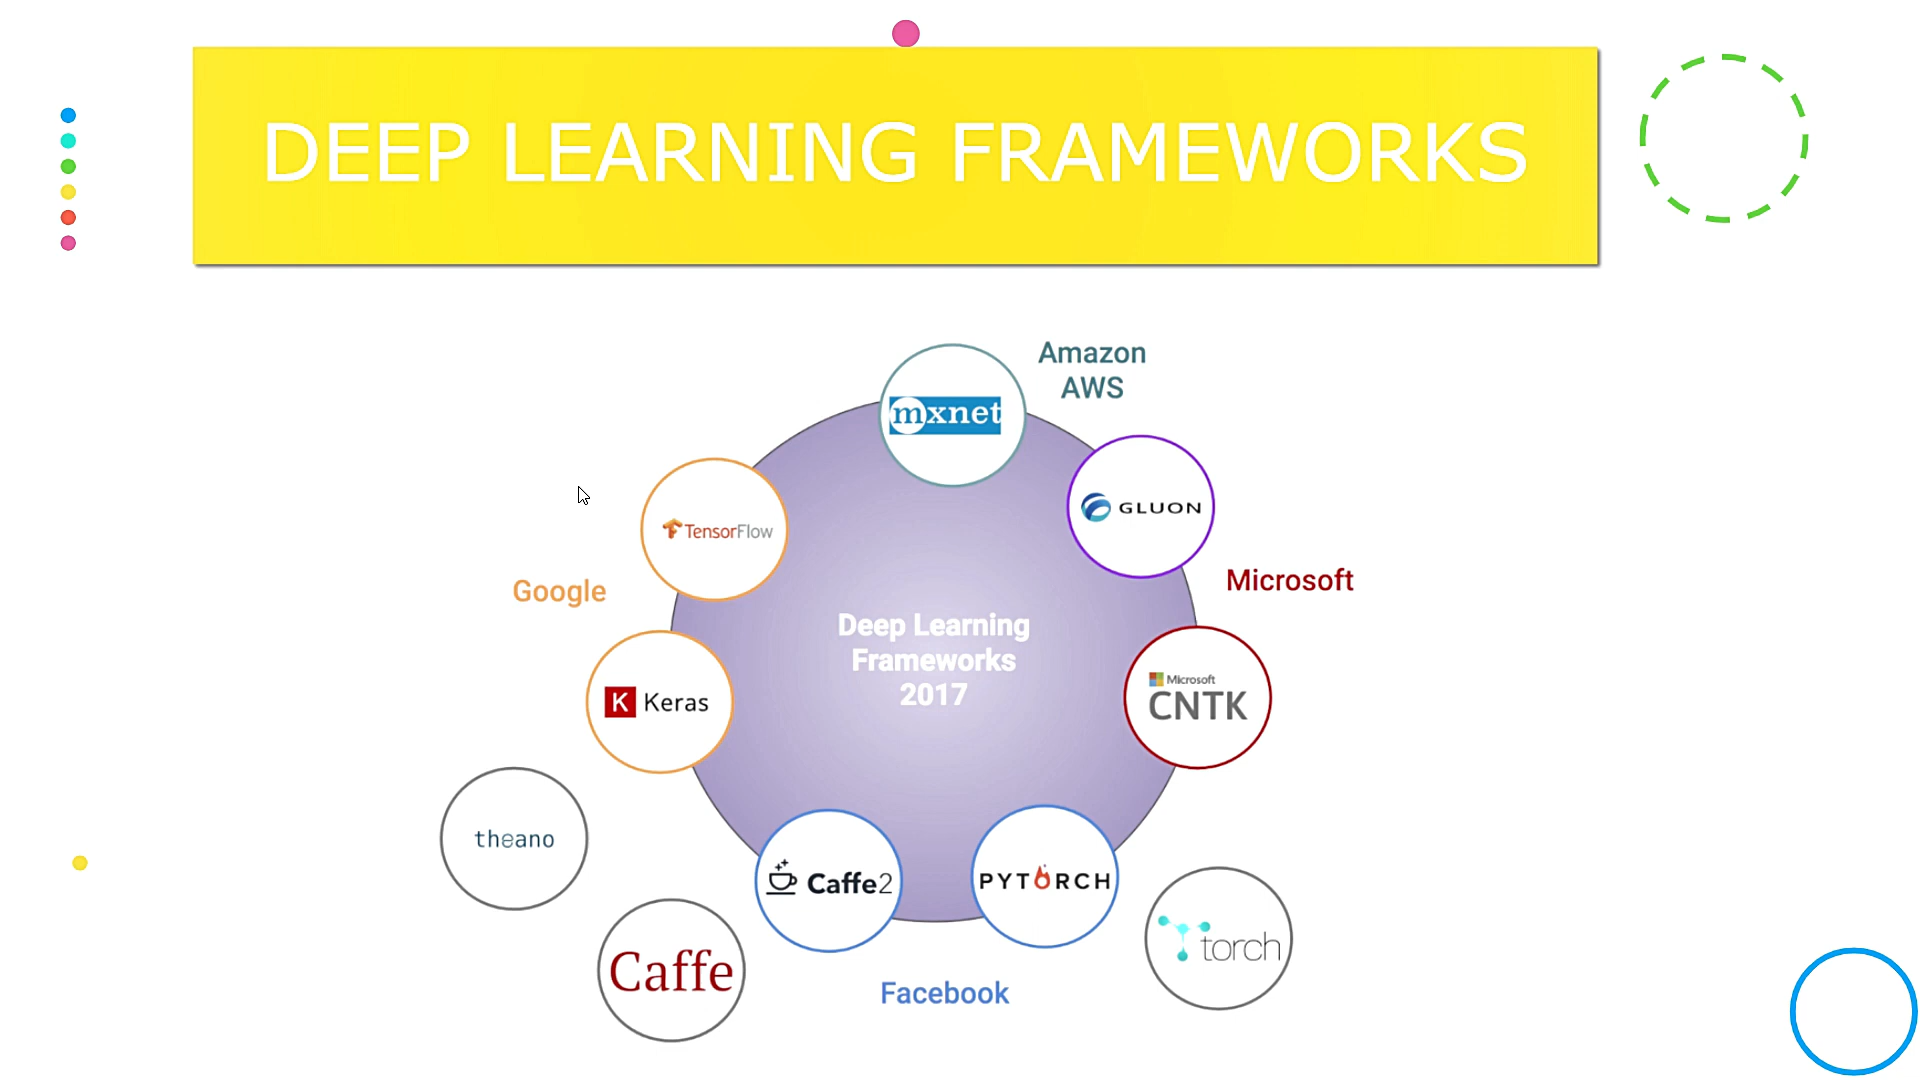 DEEP LEARNING FRAMEWORKS
Amazon
AWS
mxnet
GLUON
TensorFlow
Google
Microsoft
Deep Learning
Frameworks
2017
K Keras
Microsoft
CNTK
theano
Caffe2
PYTORCH
torch
Caffe
Facebook